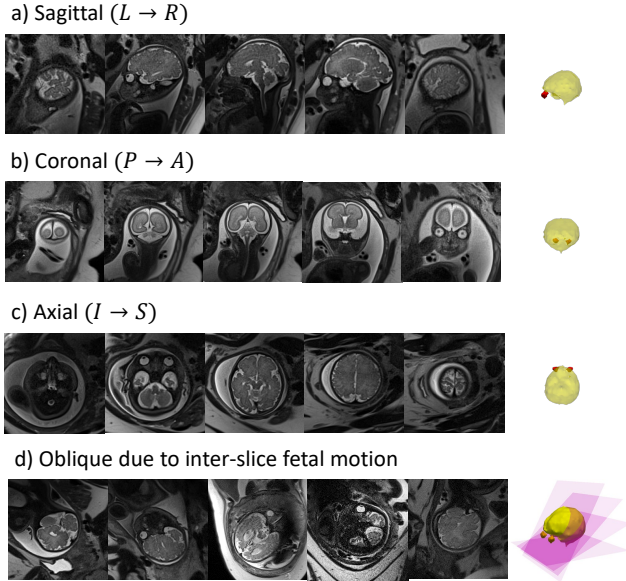 a) Sagittal (L → R)
b) Coronal (P → A)
c) Axial (I → S)
d) Oblique due to inter-slice fetal motion